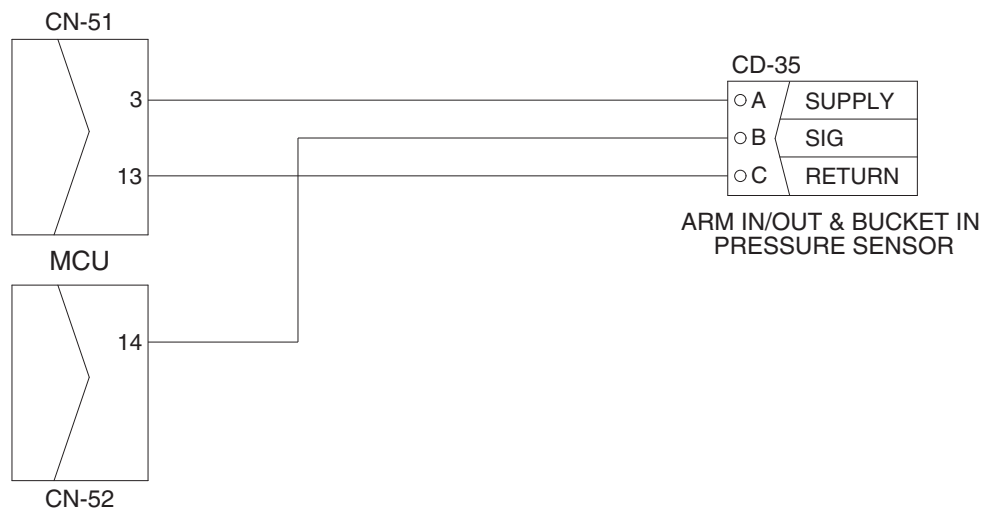 CN-51
3
13
MCU
14
CN-52
CD-35
A SUPPLY
B SIG
C RETURN
ARM IN/OUT & BUCKET IN
PRESSURE SENSOR